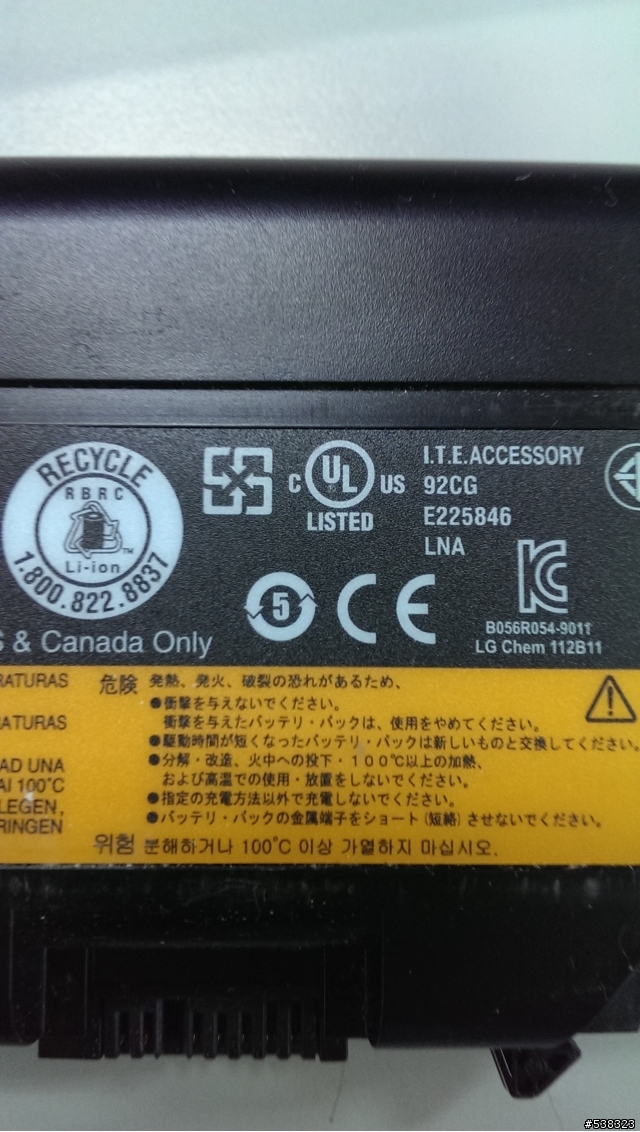 RECYCLE
RBRC
Li-ion
TM
1.800.822.8837
S & Canada Only
C UL US
LISTED
I.T.E.ACCESSORY
92CG
E225846
LNA
5
CE
B056R054-9011
LG Chem 112B11
RATURAS
RATURAS
AD UNA
AI 100°C
LEGEN,
RINGEN
危険 発熱、発火、破裂の恐れがあるため、
●衝撃を与えないでください。
衝撃を与えたバッテリ・パックは、使用をやめてください。
●駆動時間が短くなったバッテリ・パックは新しいものと交換してください。
●分解・改造、火中への投下・100℃以上の加熱、
および高温での使用・放置をしないでください。
●指定の充電方法以外で充電しないでください。
●バッテリ・パックの金属端子をショート(短絡)させないでください。
위험 분해하거나 100°C 이상 가열하지 마십시오.
#538323